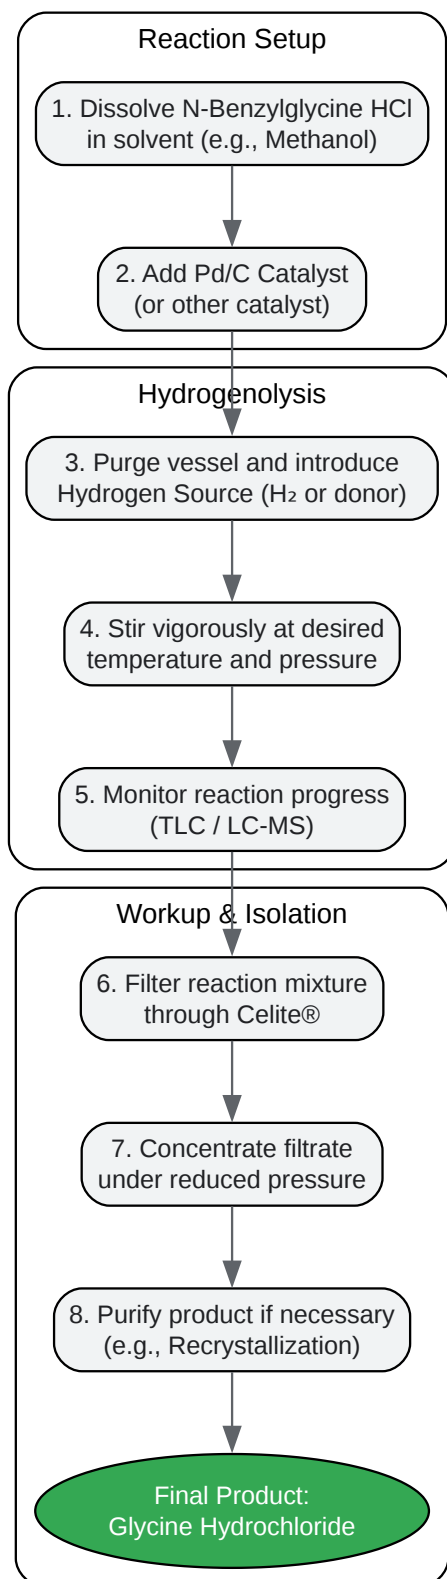 Reaction Setup
1. Dissolve N-Benzylglycine HCl
in solvent (e.g., Methanol)
2. Add Pd/C Catalyst
(or other catalyst)
Hydrogenolysis
3. Purge vessel and introduce
Hydrogen Source (H₂ or donor)
4. Stir vigorously at desired
temperature and pressure
5. Monitor reaction progress
(TLC / LC-MS)
Workup & Isolation
6. Filter reaction mixture
through Celite®
7. Concentrate filtrate
under reduced pressure
8. Purify product if necessary
(e.g., Recrystallization)
Final Product:
Glycine Hydrochloride